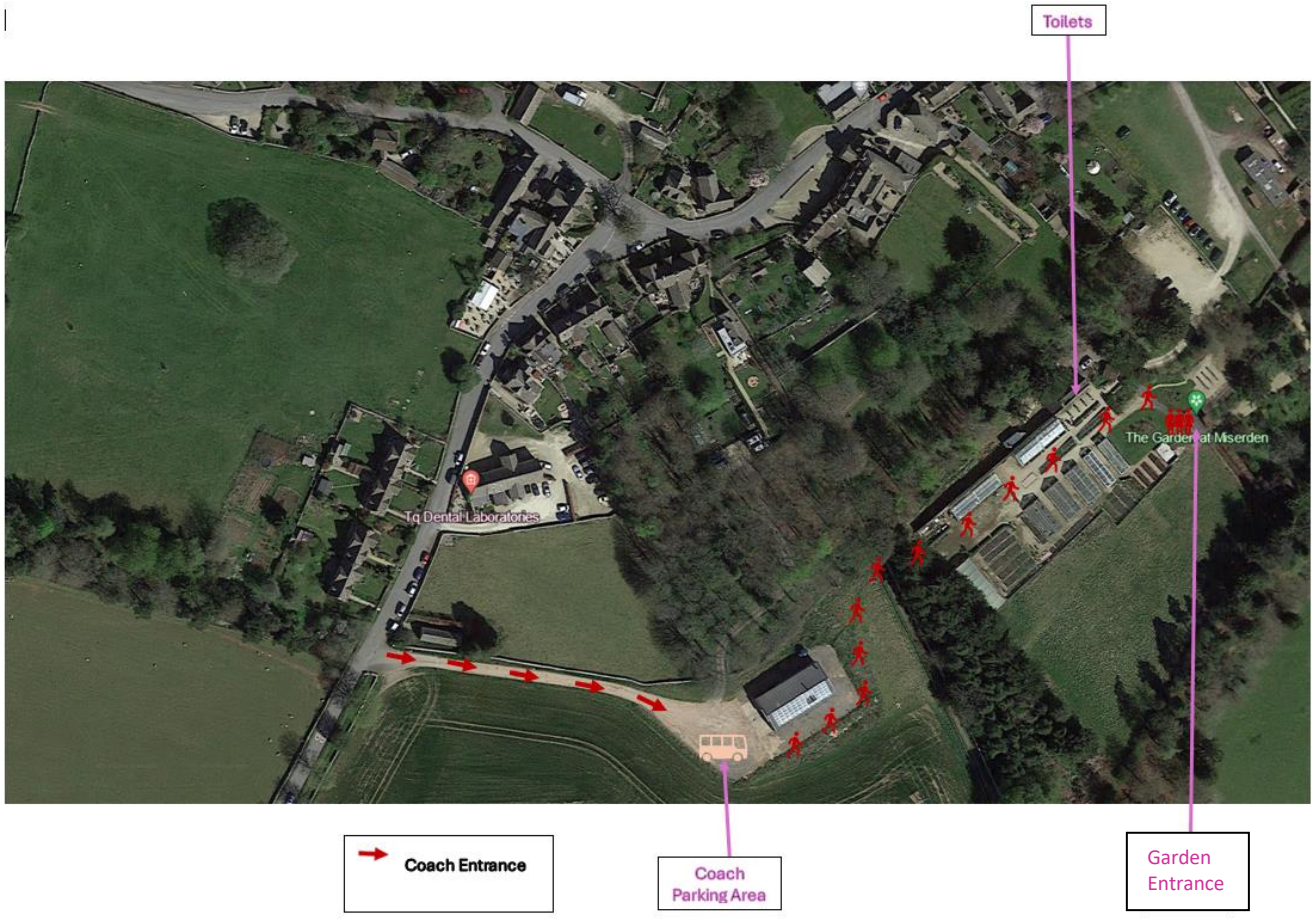 Toilets
The Garden at Miserden
Tq Dental Laboratories
Coach Entrance
Coach
Parking Area
Garden
Entrance